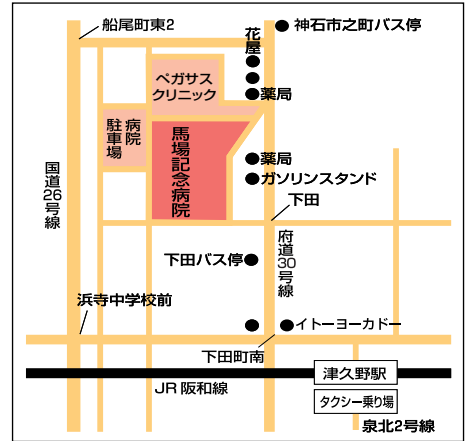 船尾町東2
神石市之町バス停
花屋
ペガサス
クリニック
薬局
病院
駐車場
馬場記念病院
薬局
ガソリンスタンド
国道26号線
下田
下田バス停
府道30号線
浜寺中学校前
イトーヨーカドー
下田町南
津久野駅
JR阪和線
タクシー乗り場
泉北2号線